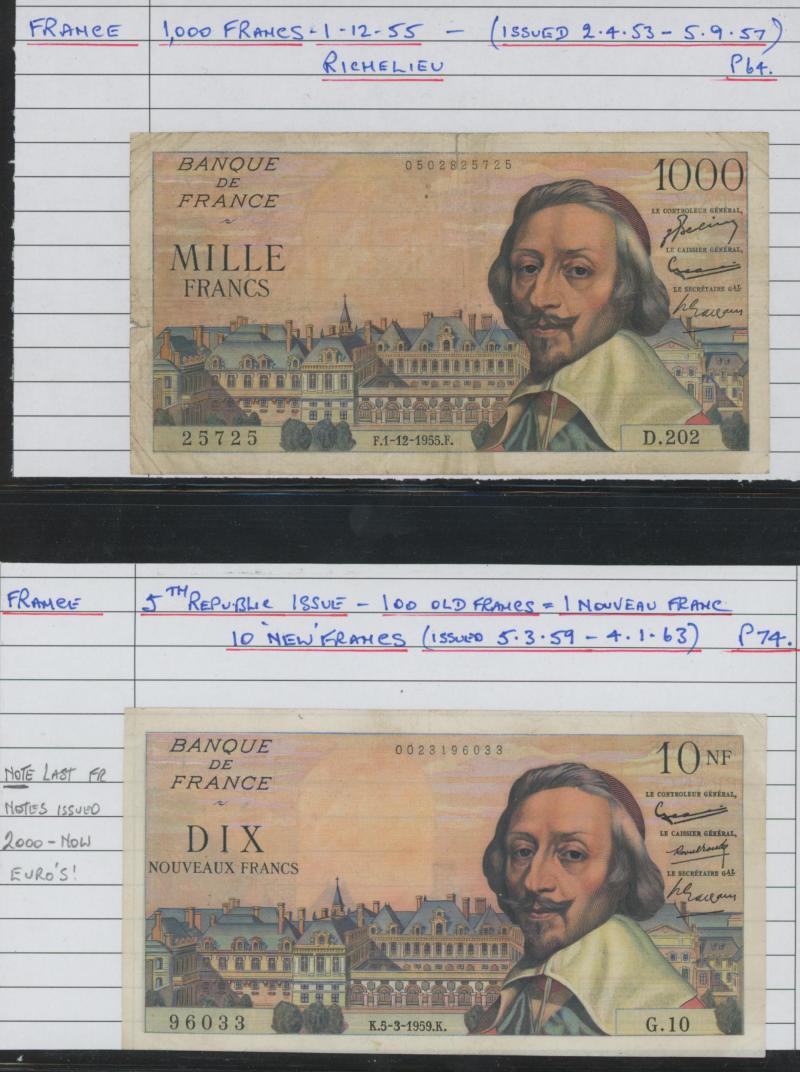 FRANCE 1,000 FRANCS - 1-12-55 - (ISSUED 2.4.53 - 5.9.57)
RICHELIEU P64.
BANQUE
DE
FRANCE
0502825725
1000
LE CONTROLEUR GÉNÉRAL,
LE CAISSIER GÉNÉRAL,
LE SECRÉTAIRE GAL
MILLE
FRANCS
25725
F.1-12-1955.F.
D.202
FRANCE 5TH REPUBLIC ISSUE - 100 OLD FRANCS = 1 NOUVEAU FRANC
10 "NEW" FRANCS (ISSUED 5.3.59 - 4.1.63) P74.
NOTE LAST FR
NOTES ISSUED
2000 - NOW
EURO'S!
BANQUE
DE
FRANCE
0023196033
10 NF
LE CONTROLEUR GÉNÉRAL,
LE CAISSIER GÉNÉRAL,
LE SECRÉTAIRE GAL
DIX
NOUVEAUX FRANCS
96033
K.5-3-1959.K.
G.10